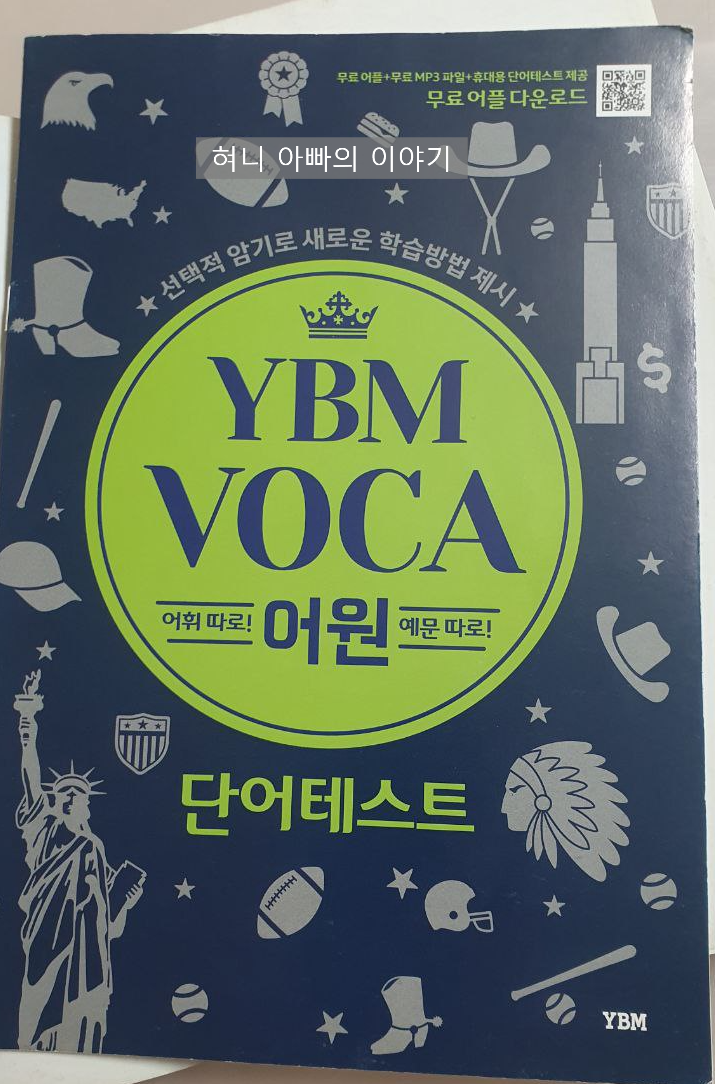 무료 어플+무료 MP3 파일+휴대용 단어테스트 제공
무료 어플 다운로드
혀니 아빠의 이야기
선택적 암기로 새로운 학습방법 제시
YBM
VOCA
어휘 따로! 어원 예문 따로!
단어테스트
YBM